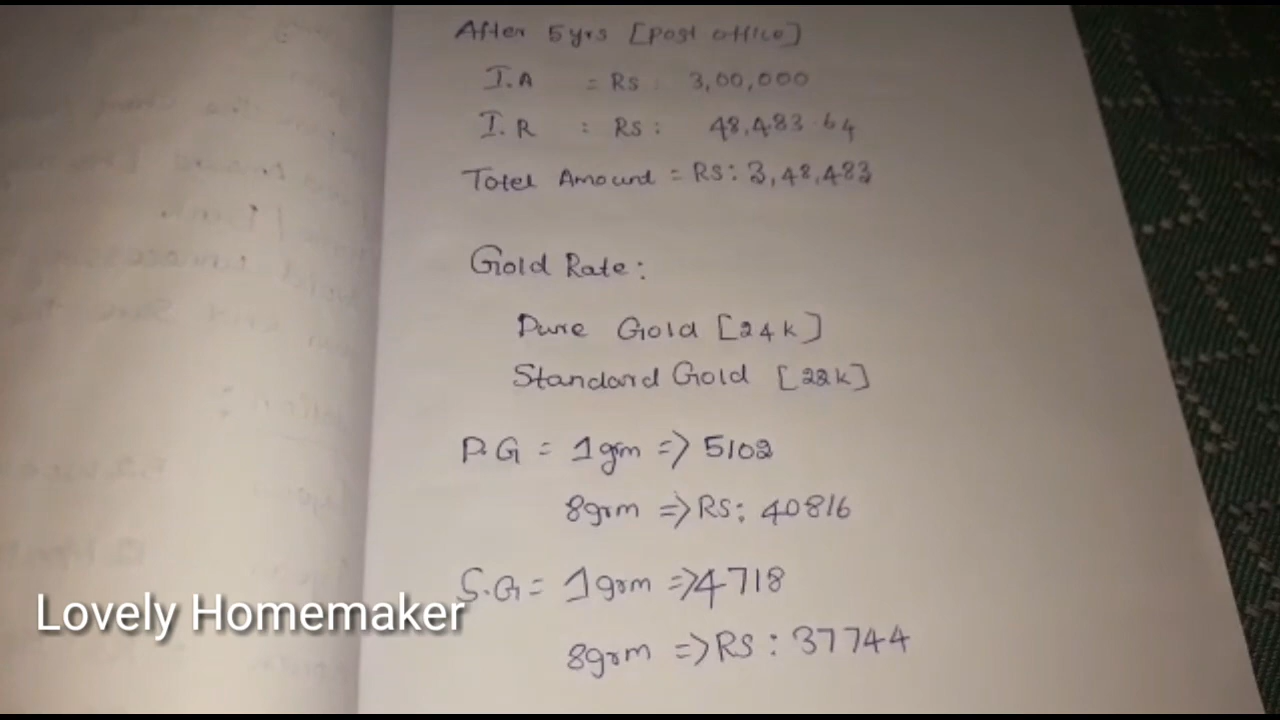 After 5yrs [Post office]
I.A = Rs : 3,00,000
I.R : Rs : 48,483.64
Total Amount = Rs: 3,48,483
Gold Rate:
Pure Gold [24k]
Standard Gold [22k]
P.G = 1gm => 5102
8grm => Rs: 40816
S.G = 1grm => 4718
8grm => Rs : 37744
Lovely Homemaker